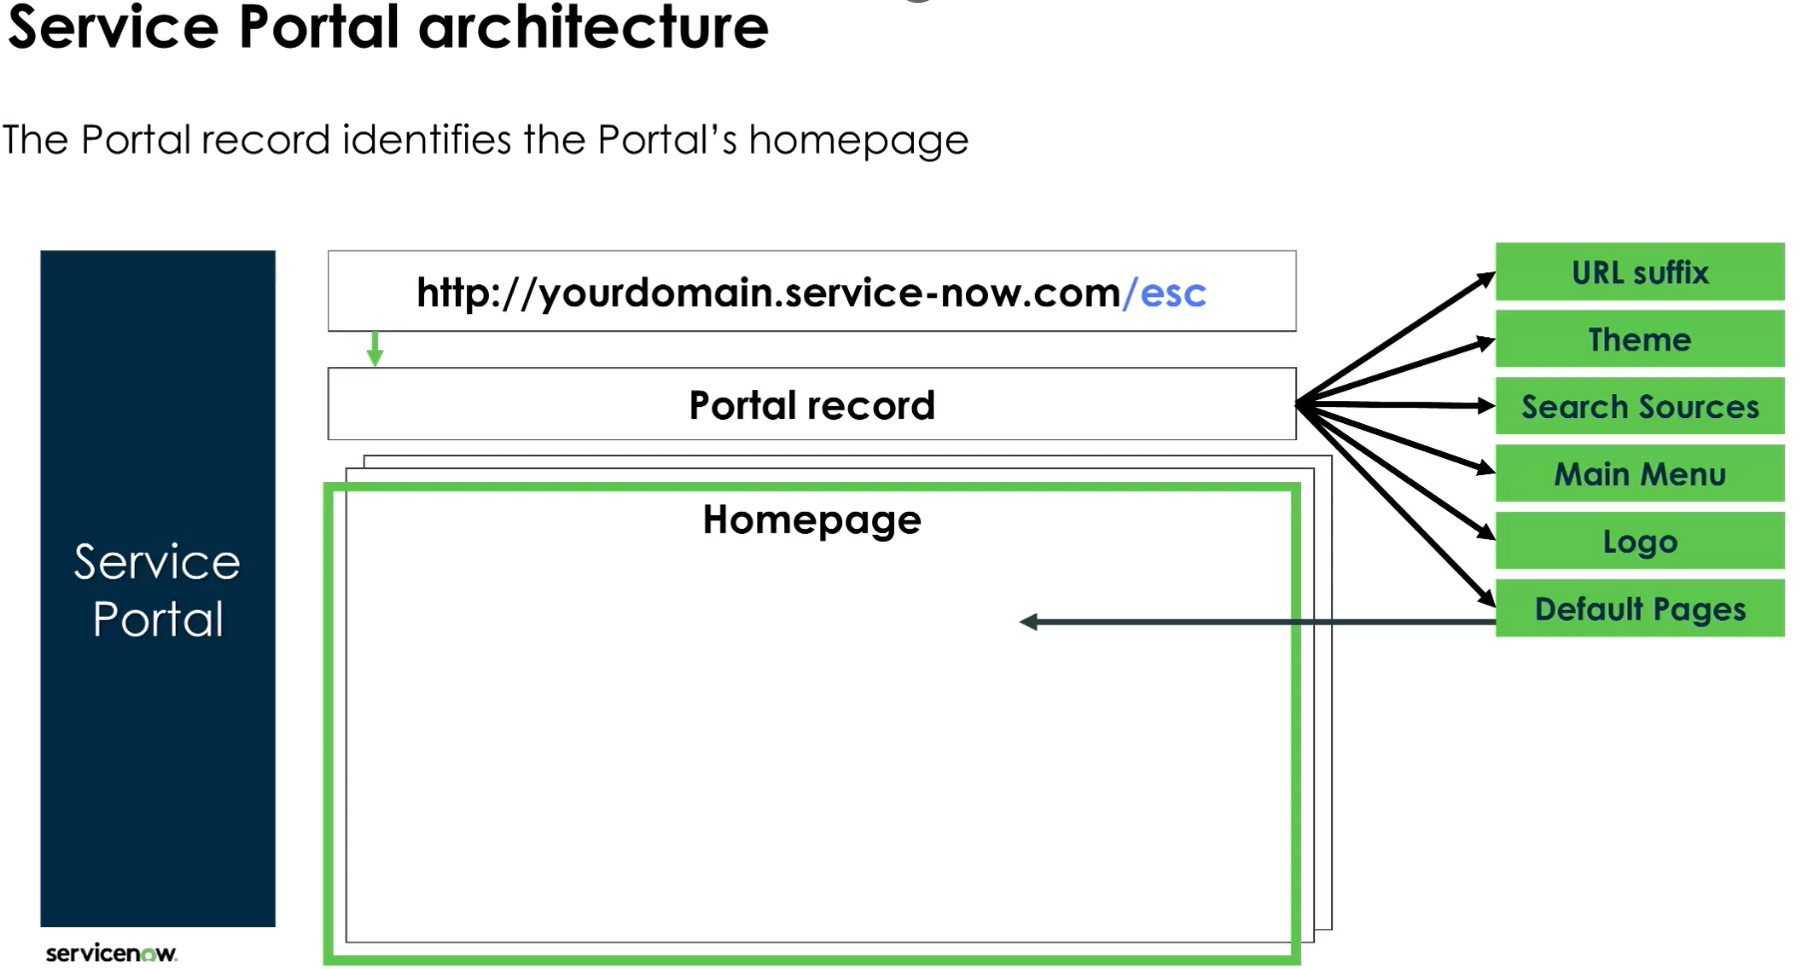 Service Portal architecture
The Portal record identifies the Portal's homepage
Service
Portal
http://yourdomain.service-now.com/esc
Portal record
Homepage
URL suffix
Theme
Search Sources
Main Menu
Logo
Default Pages
servicenow.